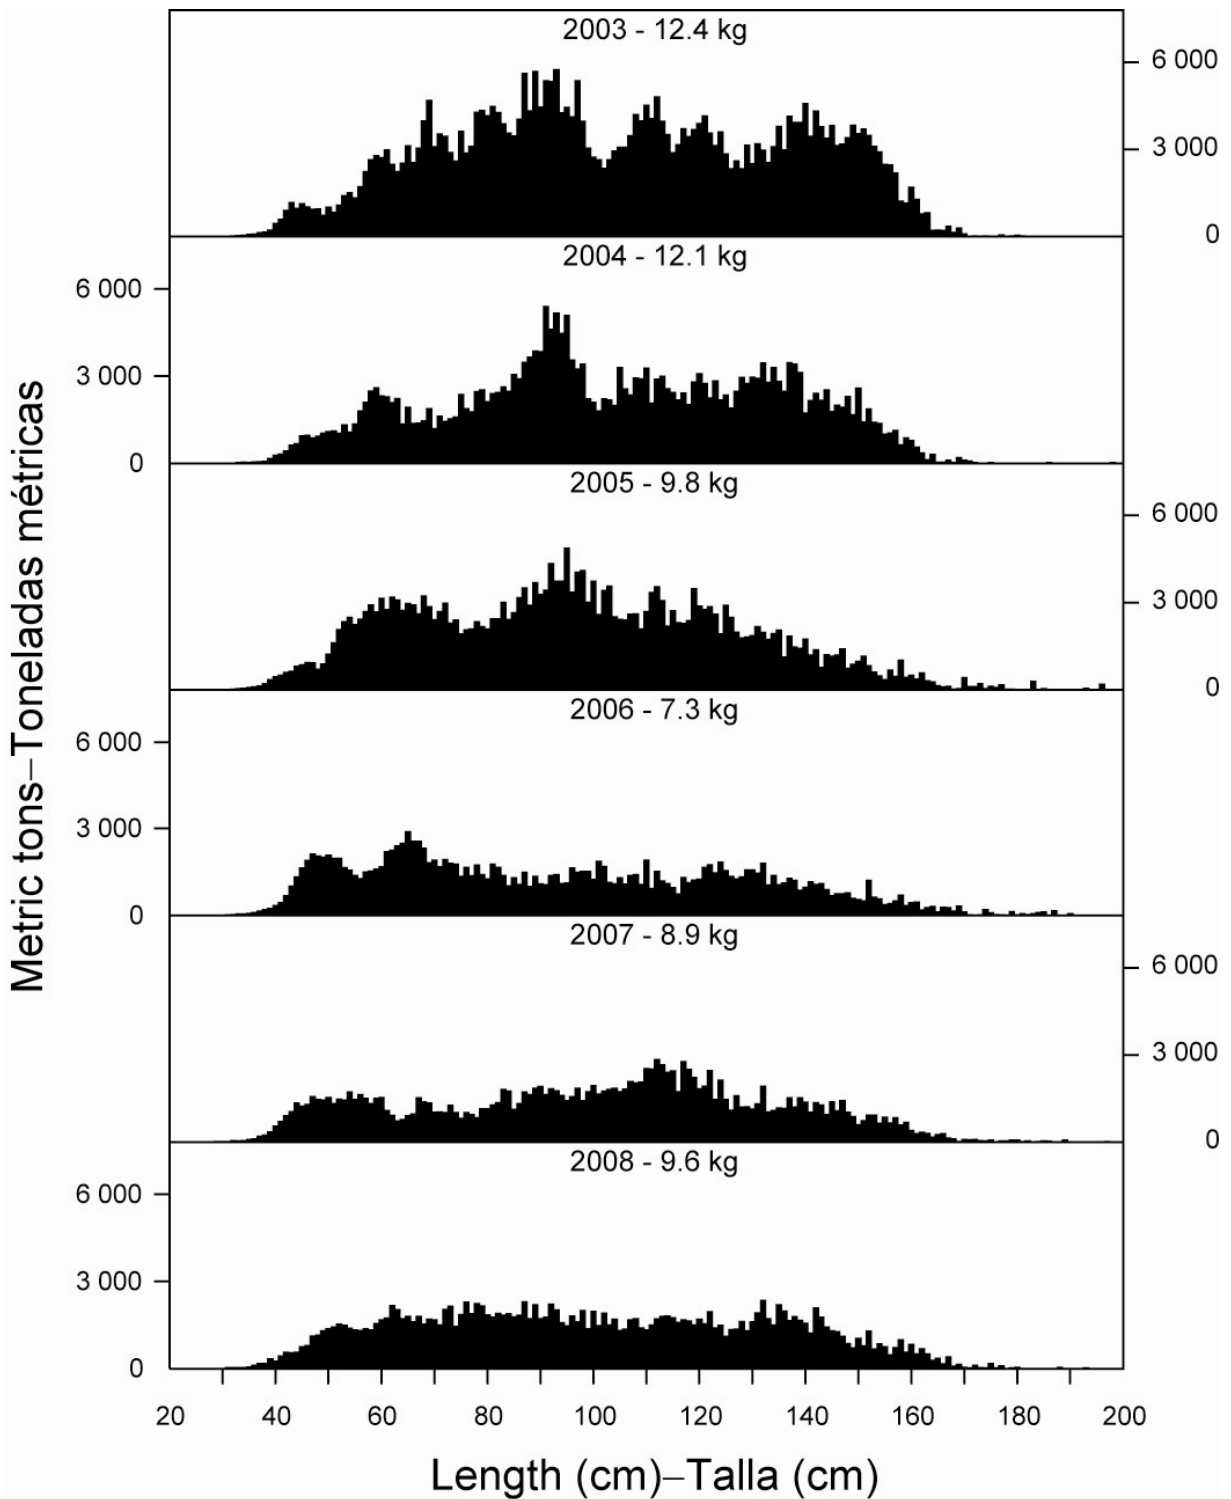 2003 - 12.4 kg
6 000
3 000
0
2004 - 12.1 kg
6 000
3 000
0
2005 - 9.8 kg
6 000
3 000
0
2006 - 7.3 kg
6 000
3 000
0
2007 - 8.9 kg
6 000
3 000
0
2008 - 9.6 kg
6 000
3 000
0
Metric tons–Toneladas métricas
20 40 60 80 100 120 140 160 180 200
Length (cm)–Talla (cm)